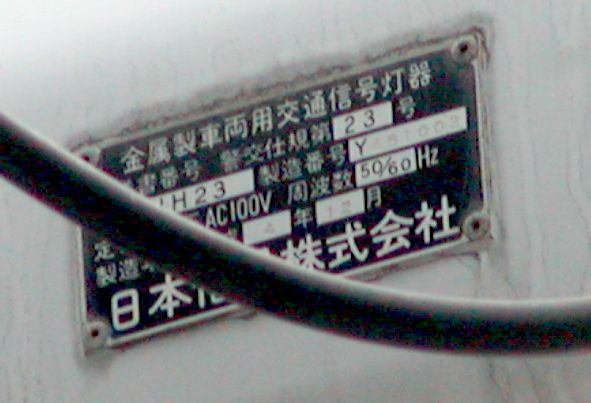 金属製車両用交通信号灯器
書番号 警交仕規第 23 号
H23 製造番号 Y
AC100V 周波数 50/60 Hz
製造 4 年 12 月
日本 株式会社